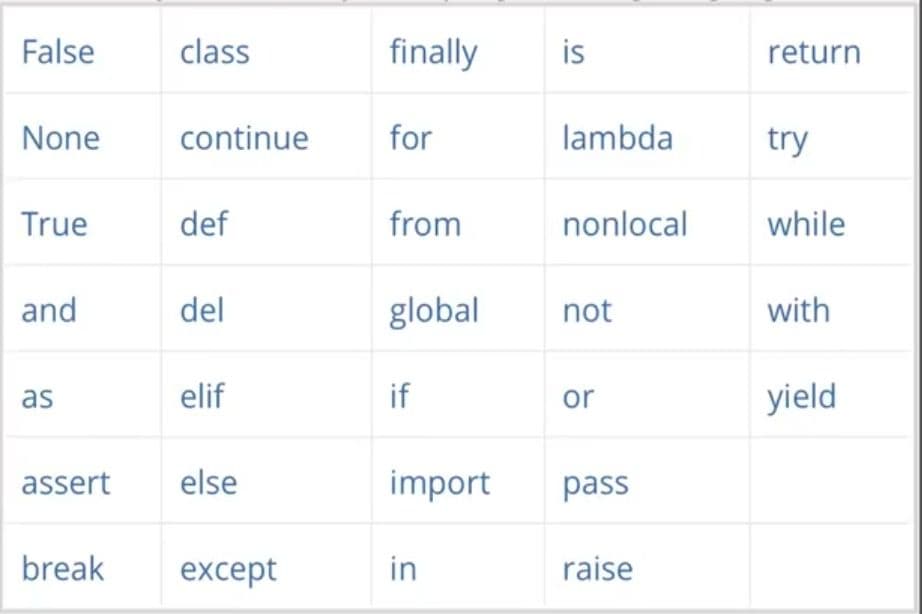 False class finally is return
None continue for lambda try
True def from nonlocal while
and del global not with
as elif if or yield
assert else import pass
break except in raise